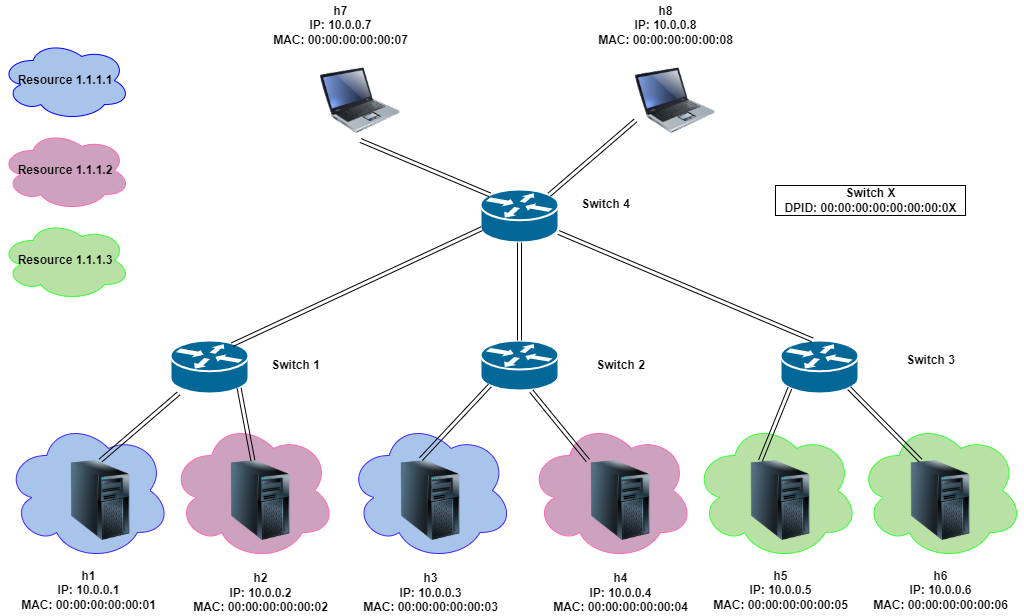 h7
IP: 10.0.0.7
MAC: 00:00:00:00:00:07
h8
IP: 10.0.0.8
MAC: 00:00:00:00:00:08
Resource 1.1.1.1
Resource 1.1.1.2
Resource 1.1.1.3
Switch 4
Switch X
DPID: 00:00:00:00:00:00:00:0X
Switch 1
Switch 2
Switch 3
h1
IP: 10.0.0.1
MAC: 00:00:00:00:00:01
h2
IP: 10.0.0.2
MAC: 00:00:00:00:00:02
h3
IP: 10.0.0.3
MAC: 00:00:00:00:00:03
h4
IP: 10.0.0.4
MAC: 00:00:00:00:00:04
h5
IP: 10.0.0.5
MAC: 00:00:00:00:00:05
h6
IP: 10.0.0.6
MAC: 00:00:00:00:00:06